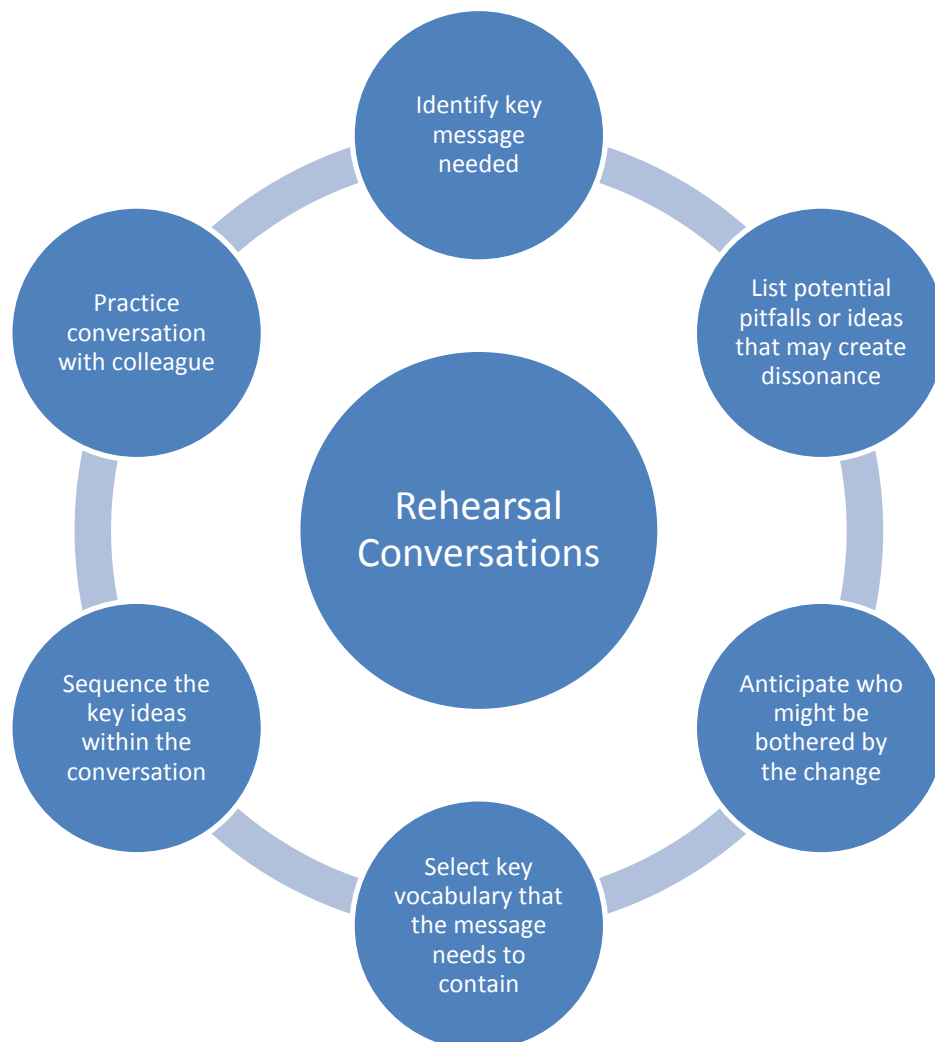 Identify key
message
needed
List potential
pitfalls or ideas
that may create
dissonance
Anticipate who
might be
bothered by
the change
Select key
vocabulary that
the message
needs to
contain
Sequence the
key ideas
within the
conversation
Practice
conversation
with colleague
Rehearsal
Conversations